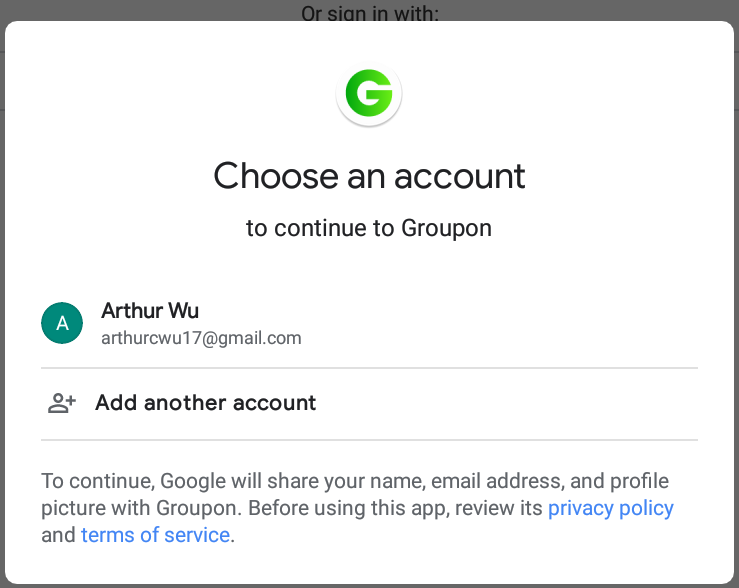 Or sign in with:
G
Choose an account
to continue to Groupon
A
Arthur Wu
arthurcwu17@gmail.com
Add another account
To continue, Google will share your name, email address, and profile
picture with Groupon. Before using this app, review its privacy policy
and terms of service.